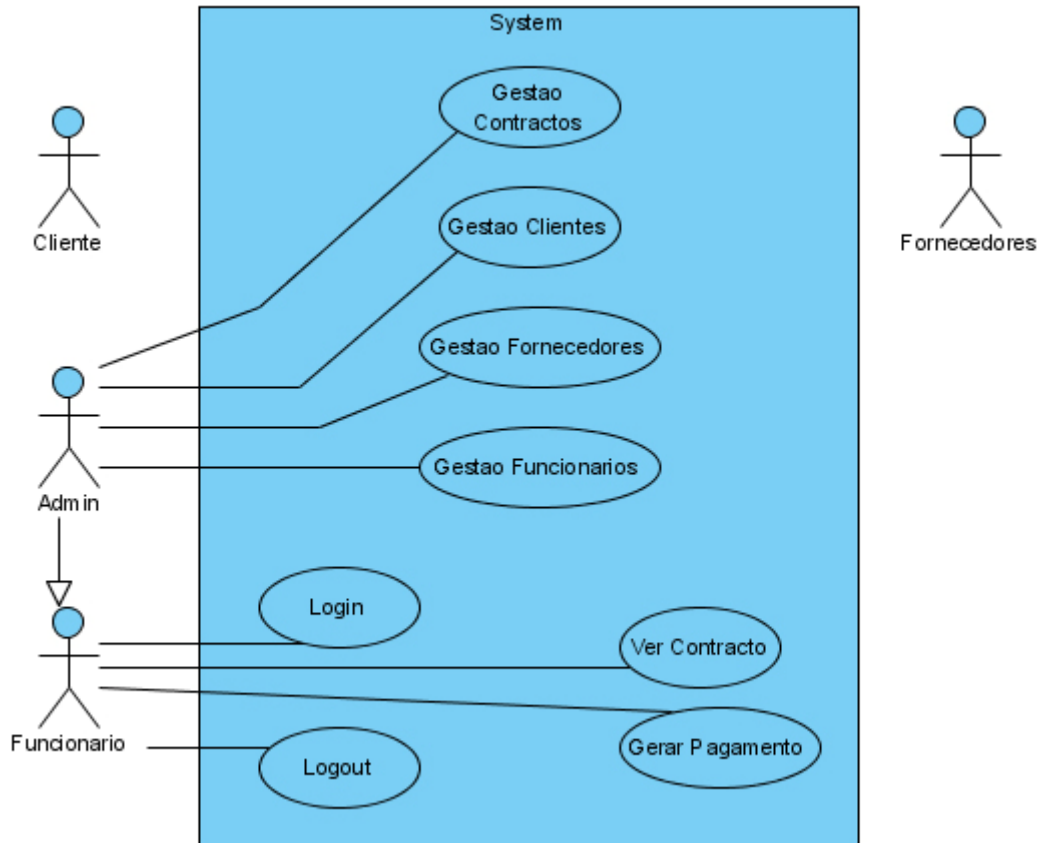 System
Gestao
Contractos
Cliente
Gestao Clientes
Fornecedores
Gestao Fornecedores
Gestao Funcionarios
Admin
Login
Ver Contracto
Funcionario
Gerar Pagamento
Logout